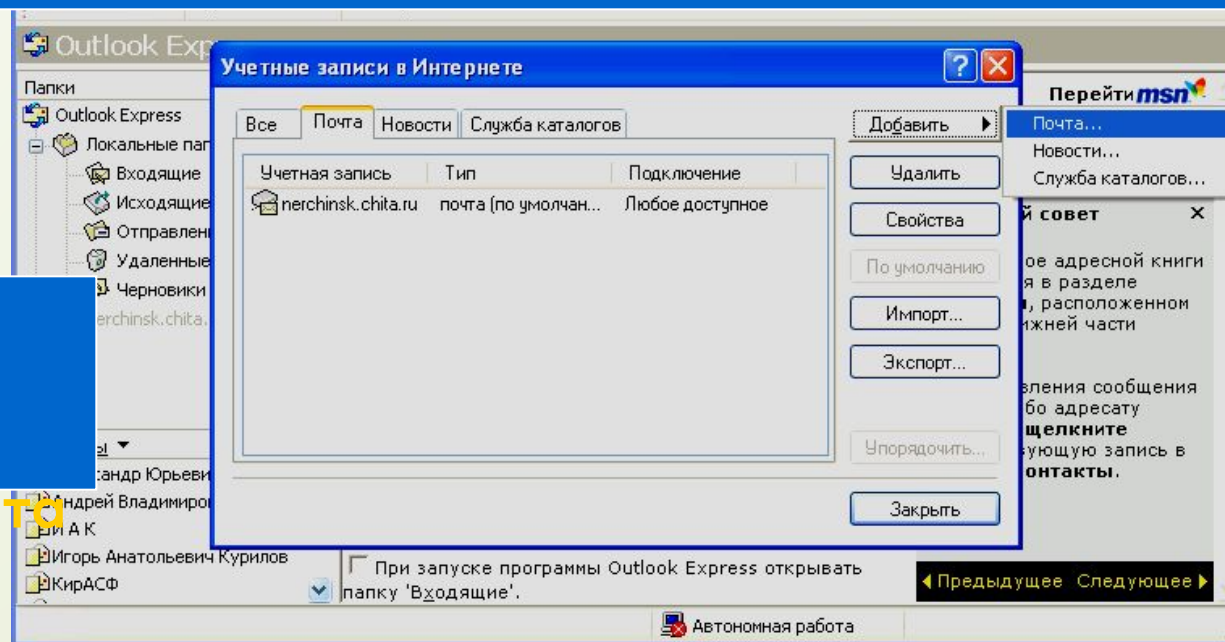 Outlook Exp
Папки
Outlook Express
Локальные пап
Входящие
Исходящие
Отправлен
Удаленные
Черновики
erchinsk.chita.
ы
сандр Юрьеви
Андрей Владимиро
И А К
Игорь Анатольевич Курилов
КирАСФ
та
Учетные записи в Интернете
Все
Почта
Новости
Служба каталогов
Учетная запись Тип Подключение
nerchinsk.chita.ru почта (по умолчан... Любое доступное
Добавить
Удалить
Свойства
По умолчанию
Импорт...
Экспорт...
Упорядочить...
Закрыть
Перейти msn
Почта...
Новости...
Служба каталогов...
й совет
ое адресной книги
я в разделе
, расположенном
ижней части
вления сообщения
бо адресату
щелкните
ующую запись в
онтакты.
При запуске программы Outlook Express открывать
папку 'Входящие'.
Предыдущее Следующее
Автономная работа